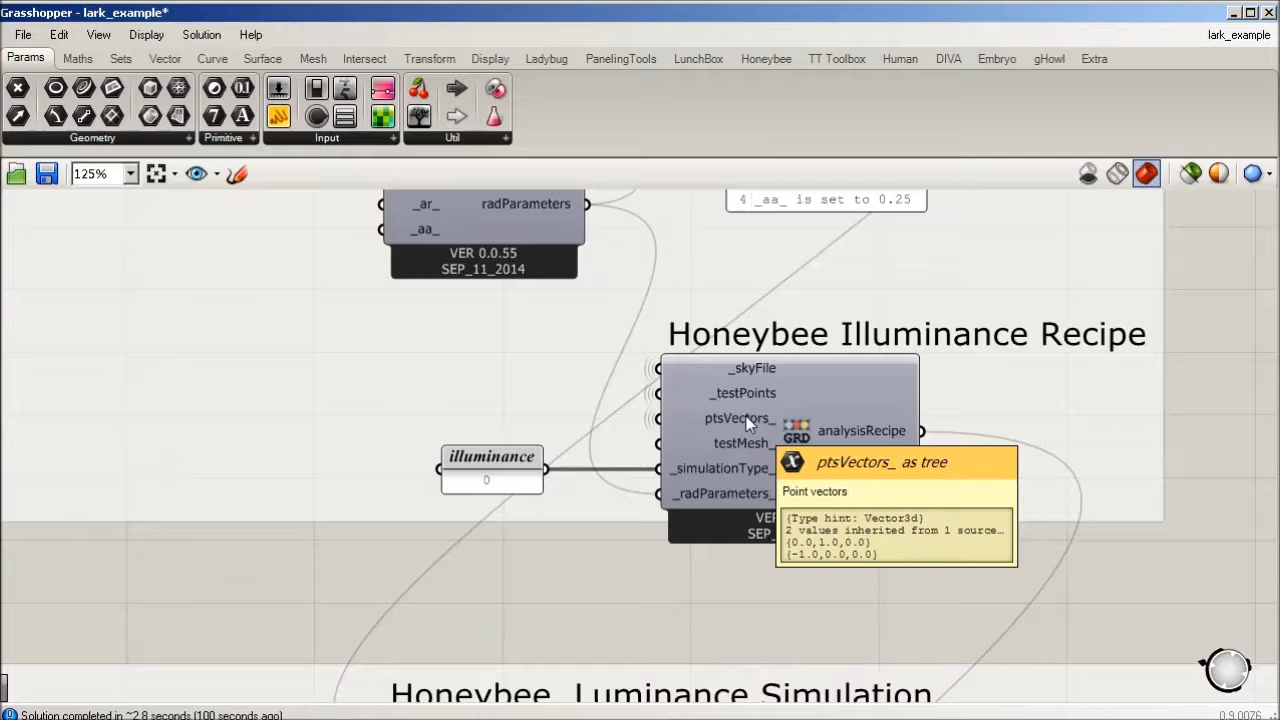 Grasshopper - lark_example*
File Edit View Display Solution Help lark_example
Params Maths Sets Vector Curve Surface Mesh Intersect Transform Display Ladybug PanelingTools LunchBox Honeybee TT Toolbox Human DIVA Embryo gHowl Extra
Geometry Primitive Input Util
125%
_ar_ radParameters
_aa_
VER 0.0.55
SEP_11_2014
4 _aa_ is set to 0.25
Honeybee Illuminance Recipe
_skyFile
_testPoints
ptsVectors_
GRD analysisRecipe
testMesh_
illuminance
0
_simulationType_
_radParameters_
VER
SEP_
ptsVectors_ as tree
Point vectors
{Type hint: Vector3d}
2 values inherited from 1 source…
{0.0,1.0,0.0}
{-1.0,0.0,0.0}
Honeybee Luminance Simulation
Solution completed in ~2.8 seconds (100 seconds ago) 0.9.0076